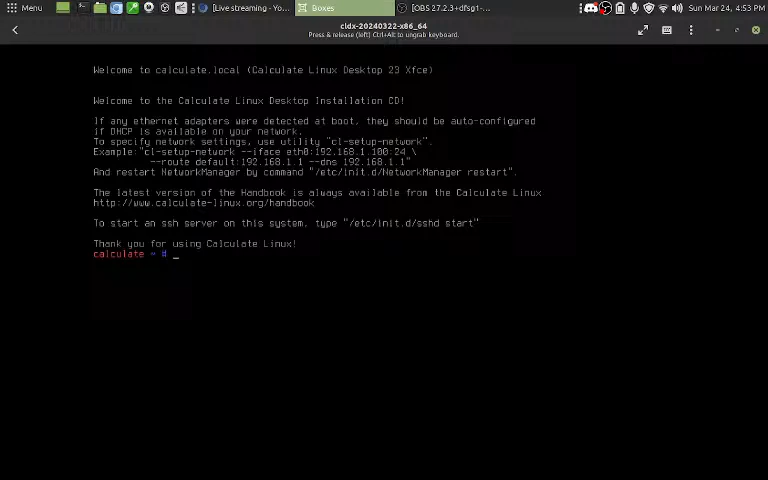 Menu
[Live streaming - Yo...
Boxes
[OBS 27.2.3+dfsg1-...
Sun Mar 24, 4:53 PM
cldx-20240322-x86_64
Press & release (left) Ctrl+Alt to ungrab keyboard.
Welcome to calculate.local (Calculate Linux Desktop 23 Xfce)
Welcome to the Calculate Linux Desktop Installation CD!
If any ethernet adapters were detected at boot, they should be auto-configured
if DHCP is available on your network.
To specify network settings, use utility "cl-setup-network".
Example:"cl-setup-network --iface eth0:192.168.1.100:24 \
--route default:192.168.1.1 --dns 192.168.1.1"
And restart NetworkManager by command "/etc/init.d/NetworkManager restart".
The latest version of the Handbook is always available from the Calculate Linux
http://www.calculate-linux.org/handbook
To start an ssh server on this system, type "/etc/init.d/sshd start"
Thank you for using Calculate Linux!
calculate ~ # _